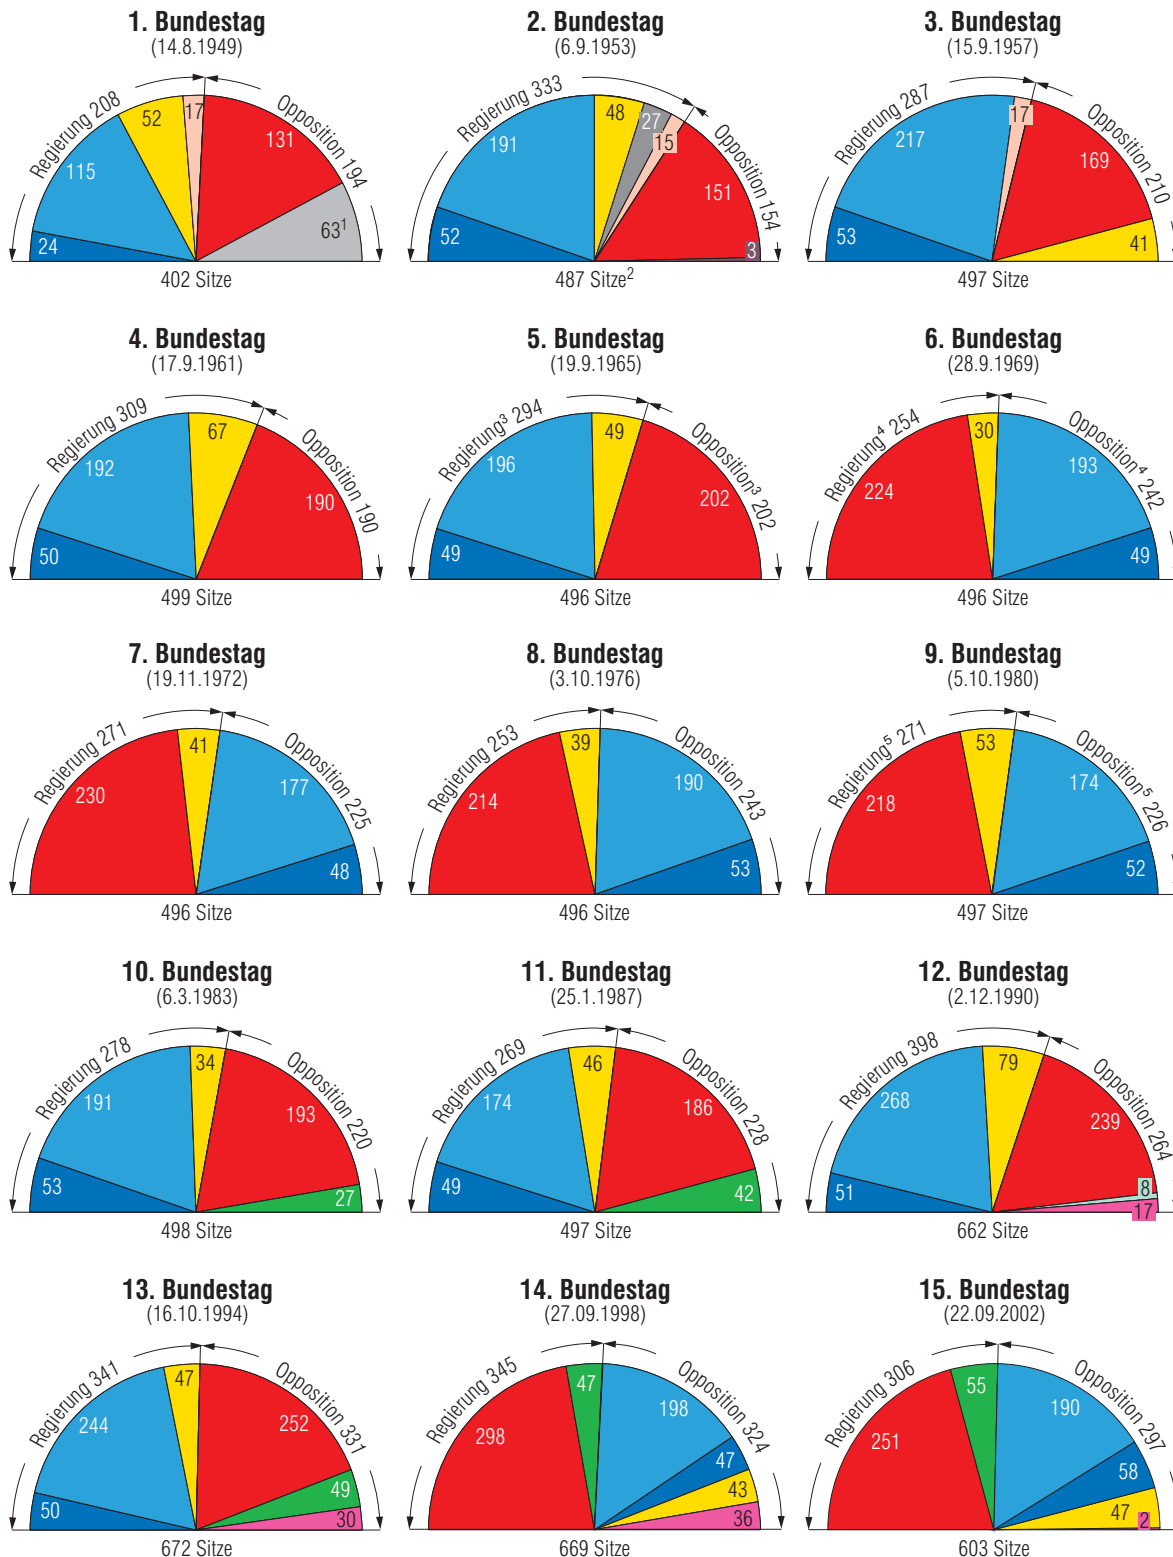 1. Bundestag
(14.8.1949)
Regierung 208
Opposition 194
24
115
52
17
131
63¹
402 Sitze
2. Bundestag
(6.9.1953)
Regierung 333
Opposition 154
52
191
48
27
15
151
3
487 Sitze²
3. Bundestag
(15.9.1957)
Regierung 287
Opposition 210
53
217
17
169
41
497 Sitze
4. Bundestag
(17.9.1961)
Regierung 309
Opposition 190
50
192
67
190
499 Sitze
5. Bundestag
(19.9.1965)
Regierung³ 294
Opposition³ 202
49
196
49
202
496 Sitze
6. Bundestag
(28.9.1969)
Regierung⁴ 254
Opposition⁴ 242
224
30
193
49
496 Sitze
7. Bundestag
(19.11.1972)
Regierung 271
Opposition 225
230
41
177
48
496 Sitze
8. Bundestag
(3.10.1976)
Regierung 253
Opposition 243
214
39
190
53
496 Sitze
9. Bundestag
(5.10.1980)
Regierung⁵ 271
Opposition⁵ 226
218
53
174
52
497 Sitze
10. Bundestag
(6.3.1983)
Regierung 278
Opposition 220
53
191
34
193
27
498 Sitze
11. Bundestag
(25.1.1987)
Regierung 269
Opposition 228
49
174
46
186
42
497 Sitze
12. Bundestag
(2.12.1990)
Regierung 398
Opposition 264
51
268
79
239
8
17
662 Sitze
13. Bundestag
(16.10.1994)
Regierung 341
Opposition 331
50
244
47
252
49
30
672 Sitze
14. Bundestag
(27.09.1998)
Regierung 345
Opposition 324
298
47
198
47
43
36
669 Sitze
15. Bundestag
(22.09.2002)
Regierung 306
Opposition 297
251
55
190
58
47
2
603 Sitze